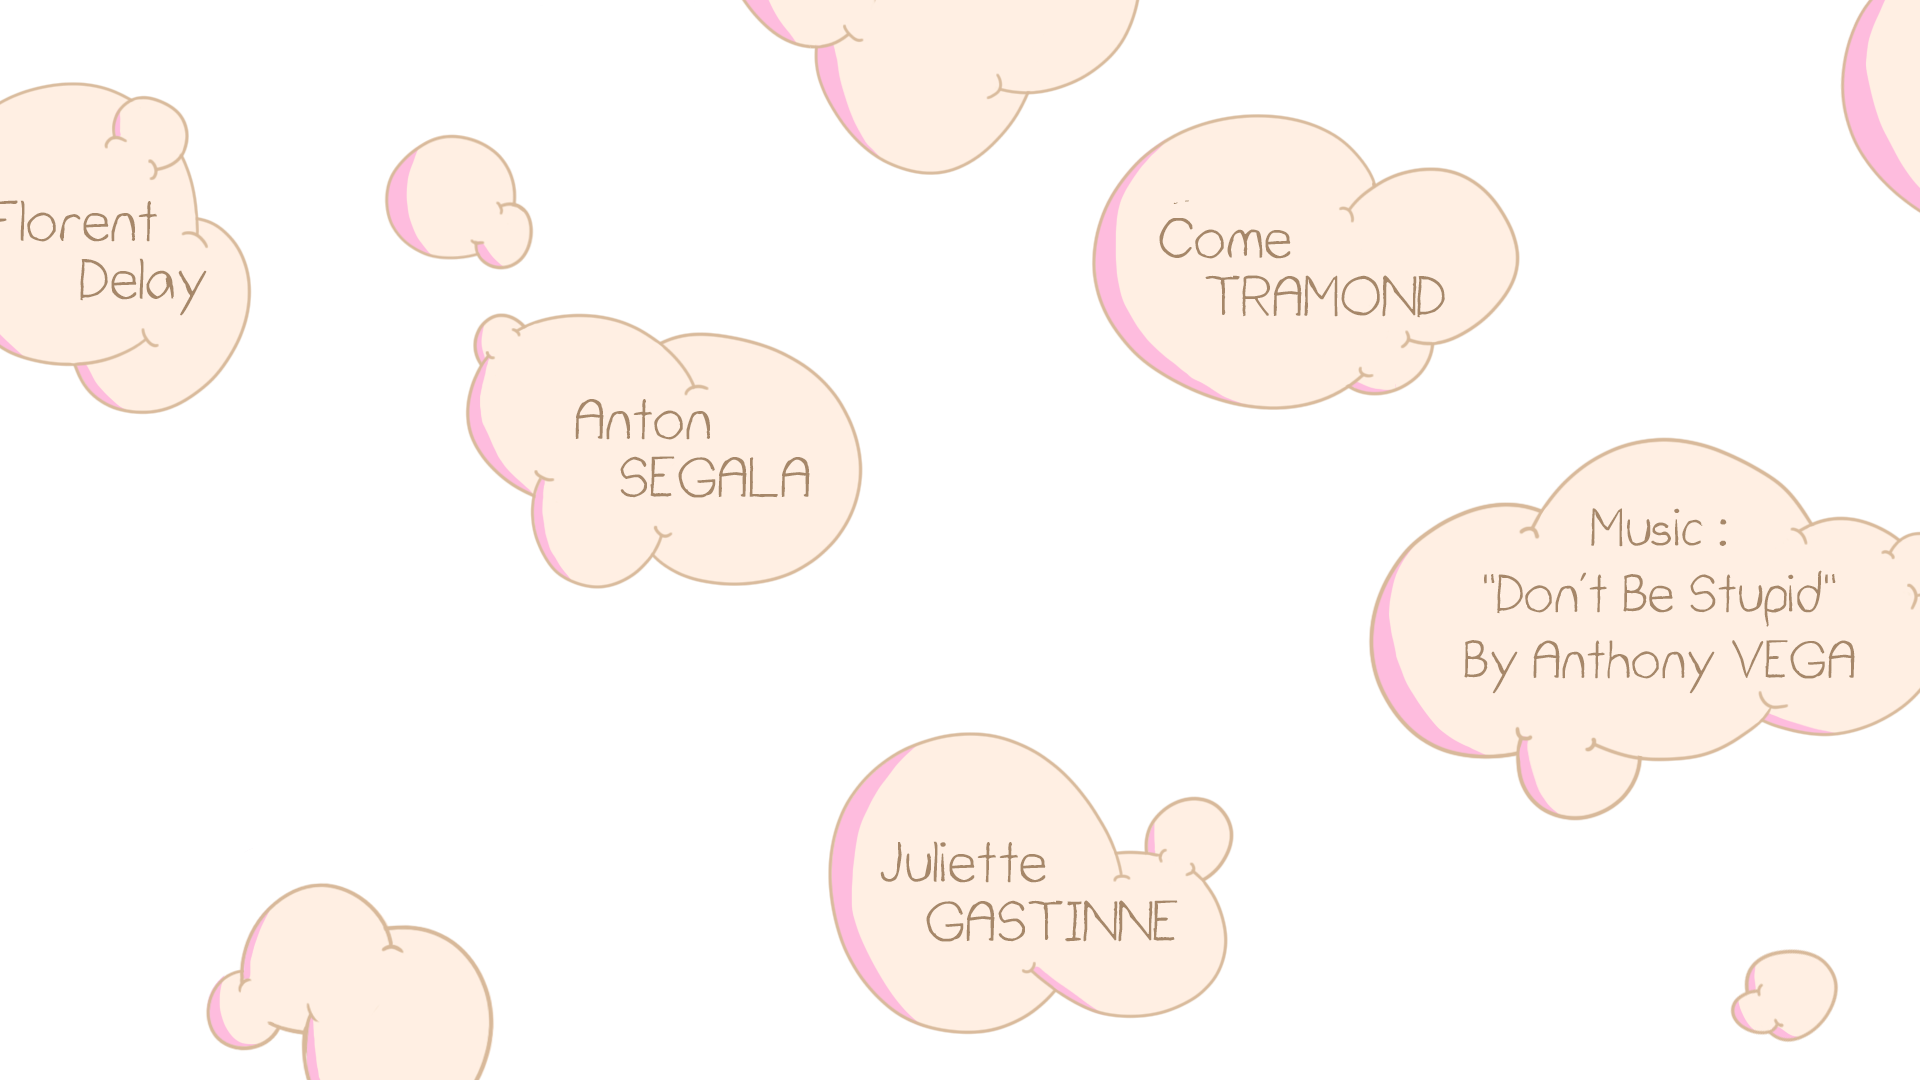 Florent
Delay
Anton
SEGALA
Come
TRAMOND
Music :
"Don't Be Stupid"
By Anthony VEGA
Juliette
GASTINNE